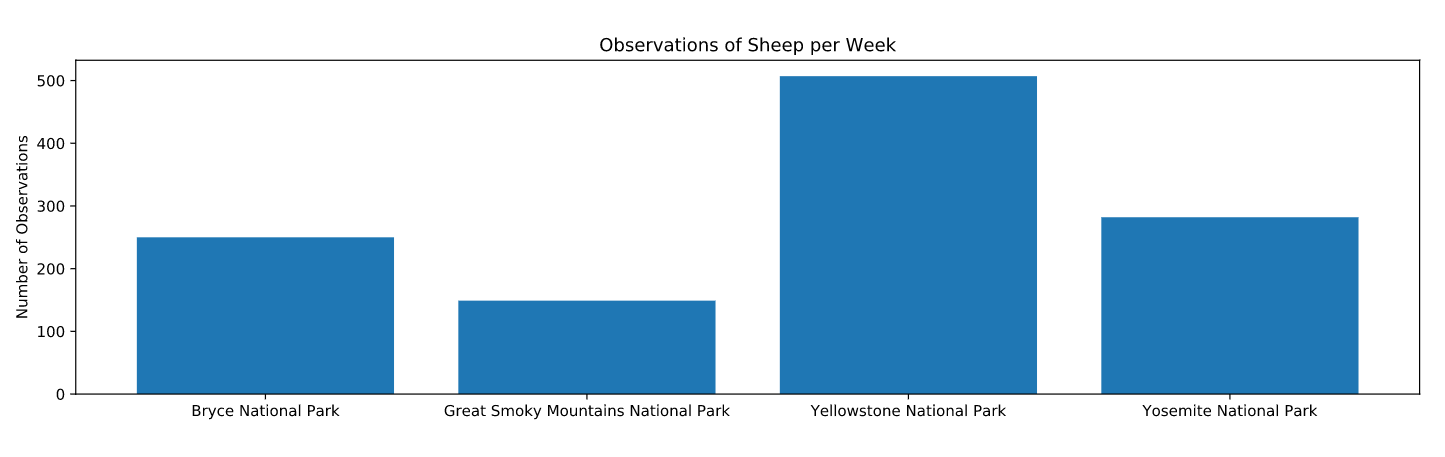 Observations of Sheep per Week
Number of Observations
500
400
300
200
100
0
Bryce National Park
Great Smoky Mountains National Park
Yellowstone National Park
Yosemite National Park